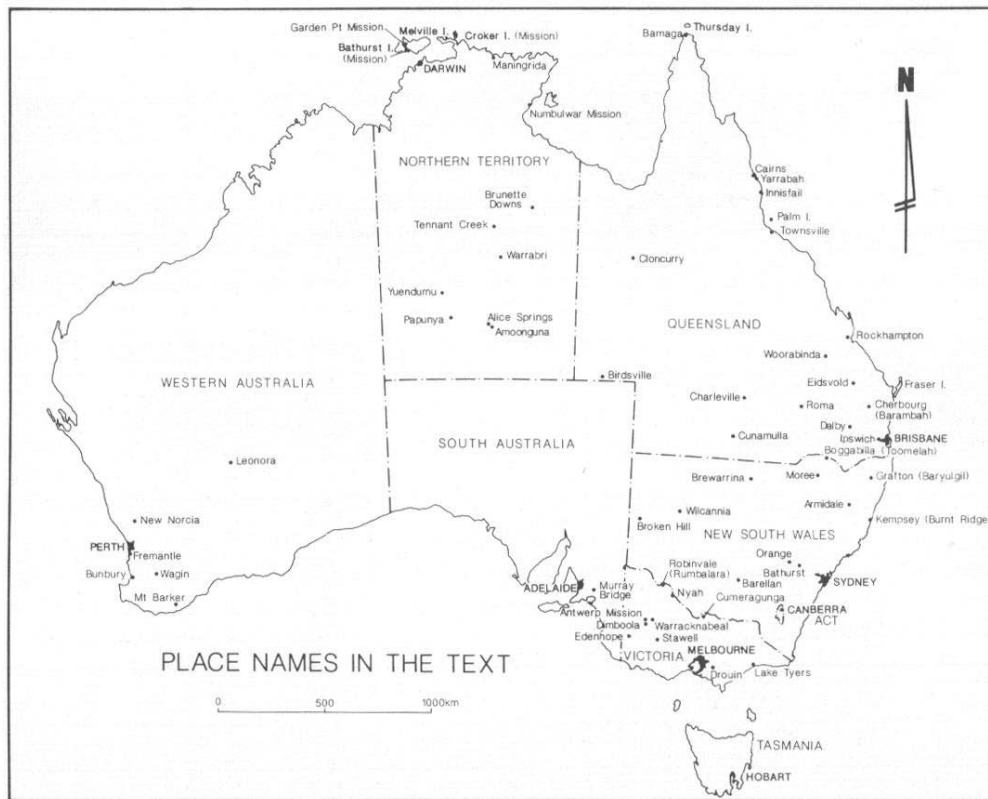 Garden Pt Mission
Melville I.
Croker I. (Mission)
Bathurst I.
(Mission)
DARWIN
Maningrida
Thursday I.
Bamaga
N
Numbulwar Mission
NORTHERN TERRITORY
Cairns
Yarrabah
Innisfail
Brunette
Downs
Palm I.
Tennant Creek
Townsville
Warrabri
Cloncurry
Yuendumu
Papunya
Alice Springs
Amoonguna
QUEENSLAND
Rockhampton
Woorabinda
WESTERN AUSTRALIA
Birdsville
Eidsvold
Fraser I.
Charleville
Roma
Cherbourg
(Barambah)
SOUTH AUSTRALIA
Cunamulla
Dalby
Ipswich
BRISBANE
Boggabilla (Toomelah)
Leonora
Brewarrina
Moree
Grafton (Baryulgil)
Wilcannia
Armidale
New Norcia
Broken Hill
Kempsey (Burnt Ridge)
NEW SOUTH WALES
PERTH
Fremantle
Orange
Bunbury
Wagin
Robinvale
(Rumbalara)
Bathurst
SYDNEY
ADELAIDE
Murray
Bridge
Nyah
Barellan
Mt Barker
Cumeragunga
Antwerp Mission
CANBERRA
ACT
Dimboola
Warracknabeal
Edenhope
Stawell
VICTORIA
MELBOURNE
PLACE NAMES IN THE TEXT
Drouin
Lake Tyers
0 500 1000km
TASMANIA
HOBART